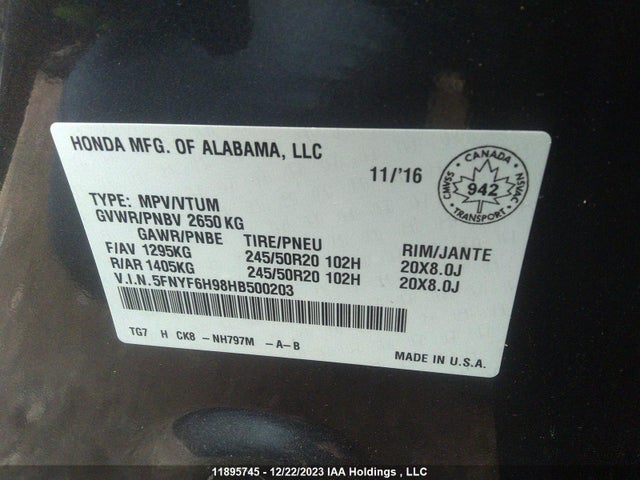 HONDA MFG. OF ALABAMA, LLC
11/'16
CANADA
CMVSS
942
NSVAC
TRANSPORT
TYPE: MPV/VTUM
GVWR/PNBV 2650 KG
GAWR/PNBE TIRE/PNEU RIM/JANTE
F/AV 1295KG 245/50R20 102H 20X8.0J
R/AR 1405KG 245/50R20 102H 20X8.0J
V.I.N. 5FNYF6H98HB500203
TG7 H CK8 - NH797M - A - B
MADE IN U.S.A.
11895745 - 12/22/2023 IAA Holdings , LLC